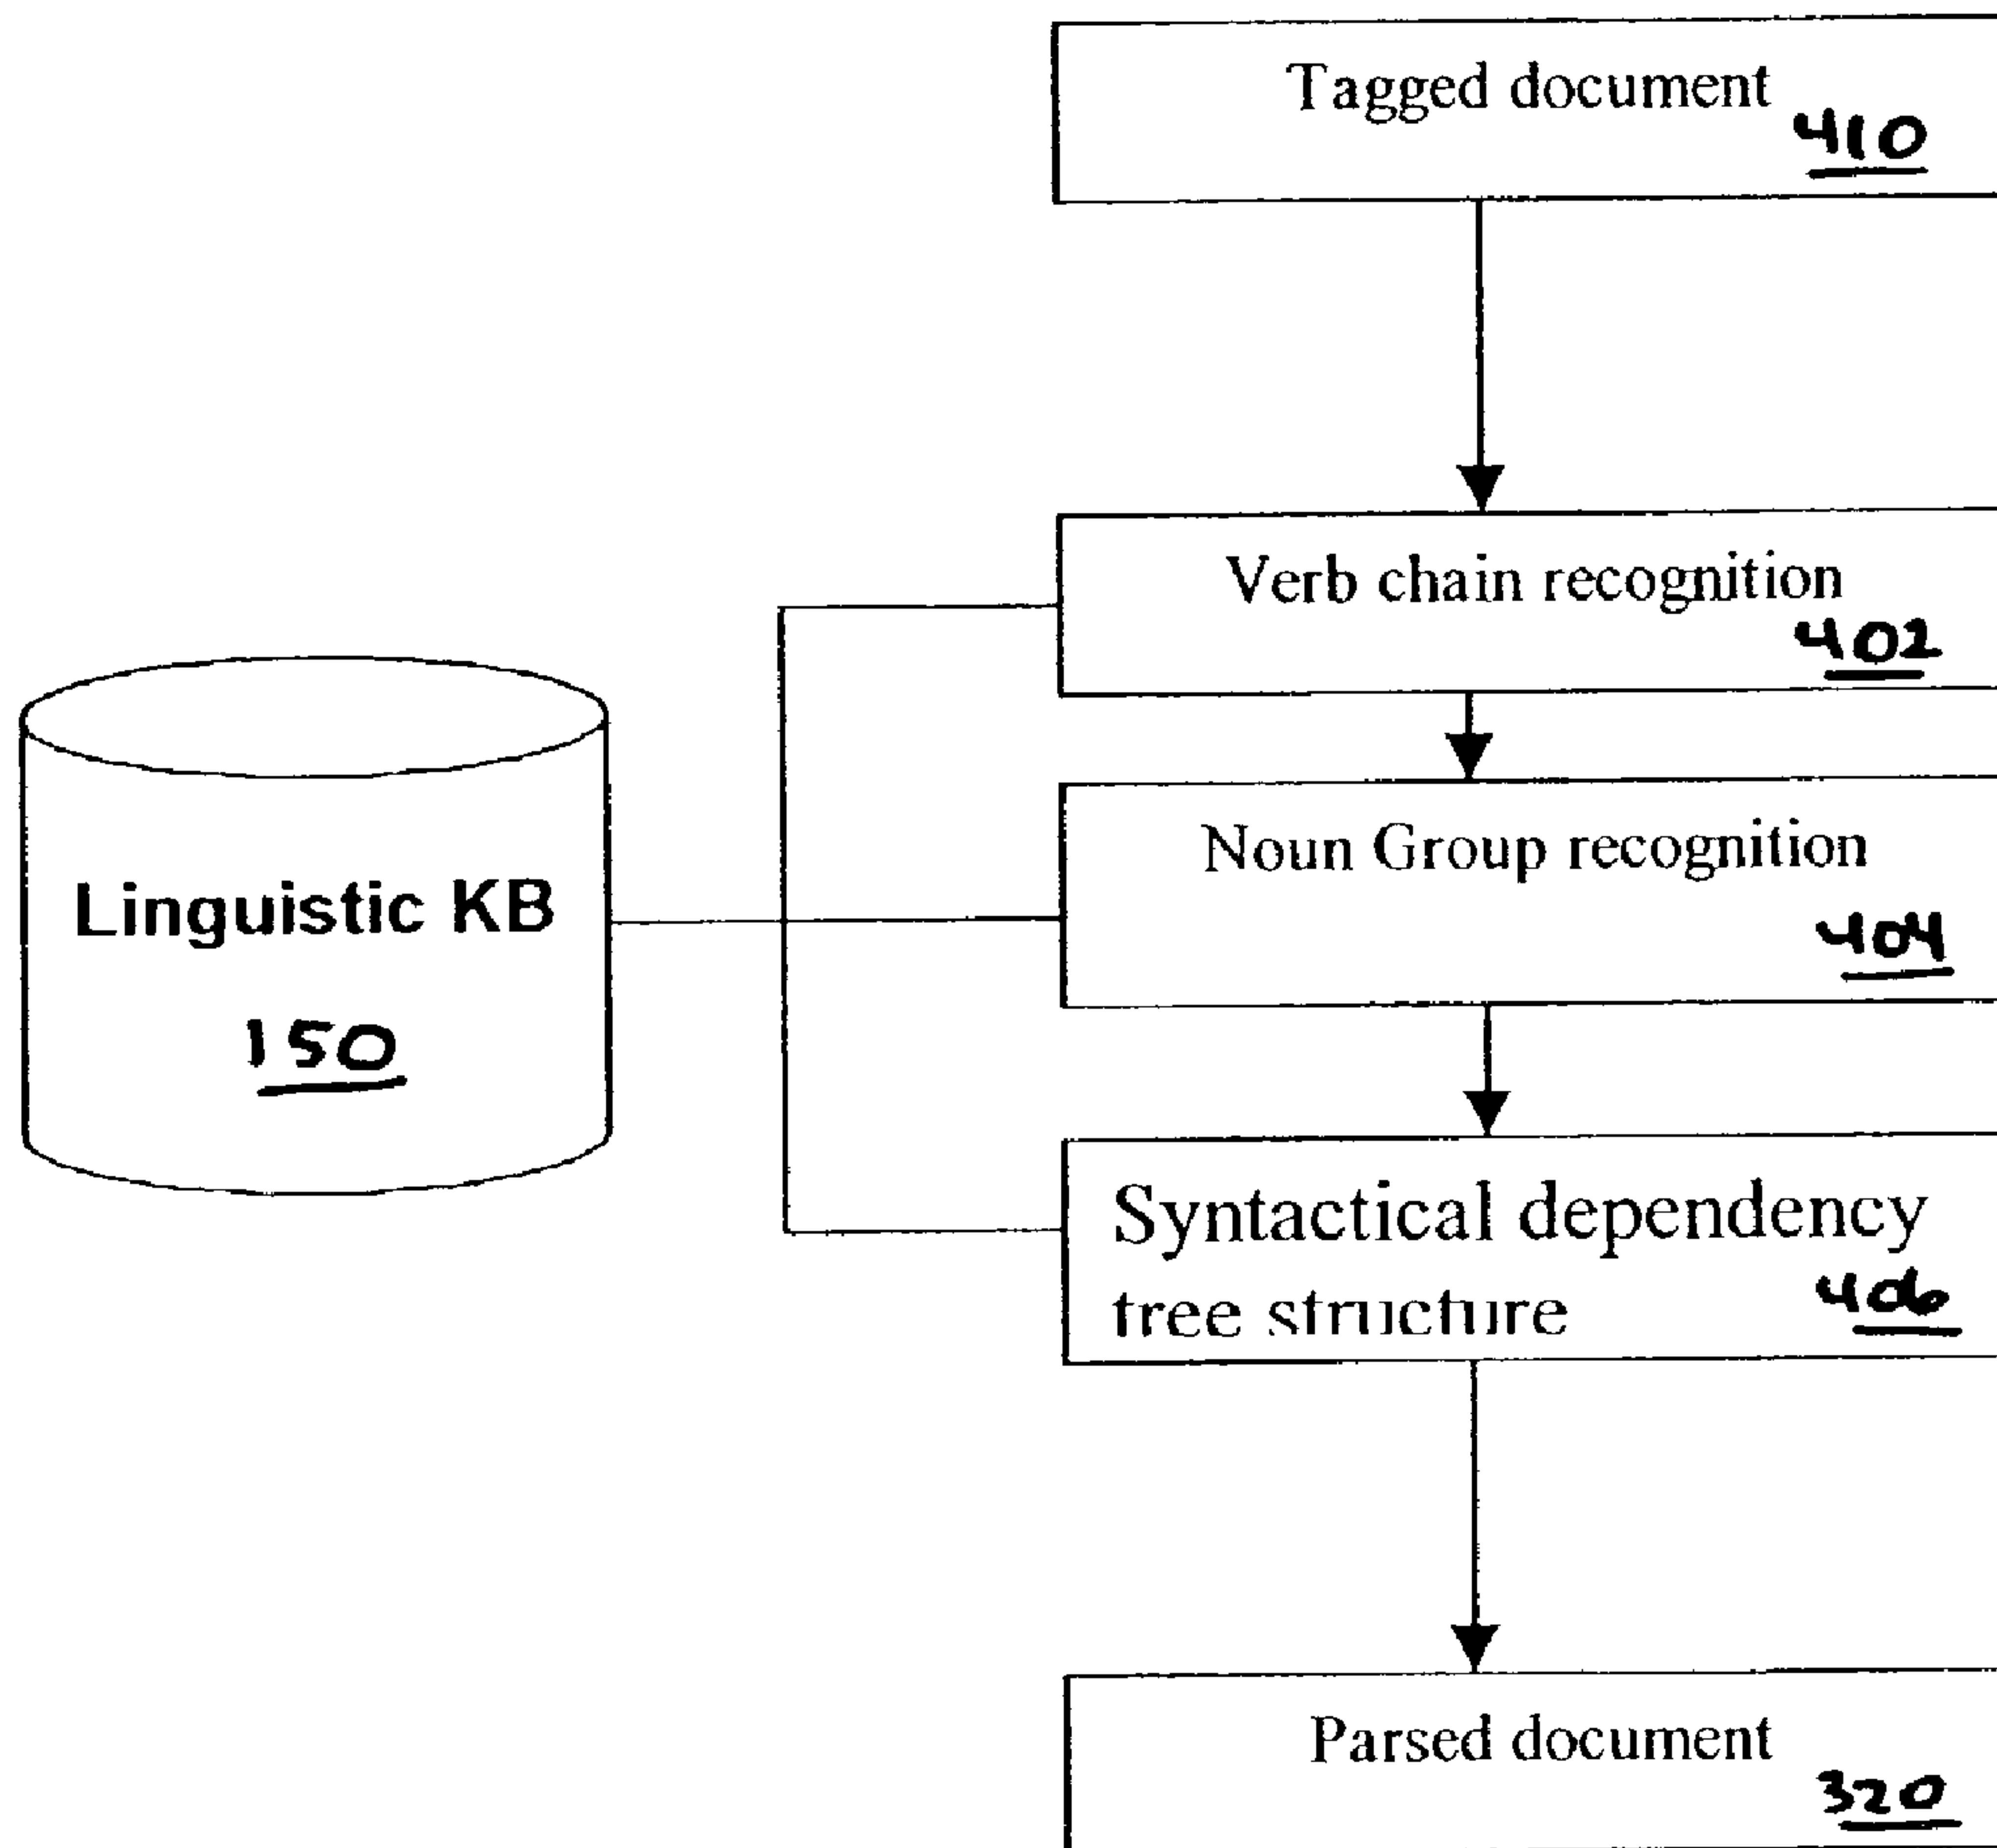 Tagged document
410
Verb chain recognition
402
Noun Group recognition
404
Linguistic KB
150
Syntactical dependency
tree structure 406
Parsed document
320